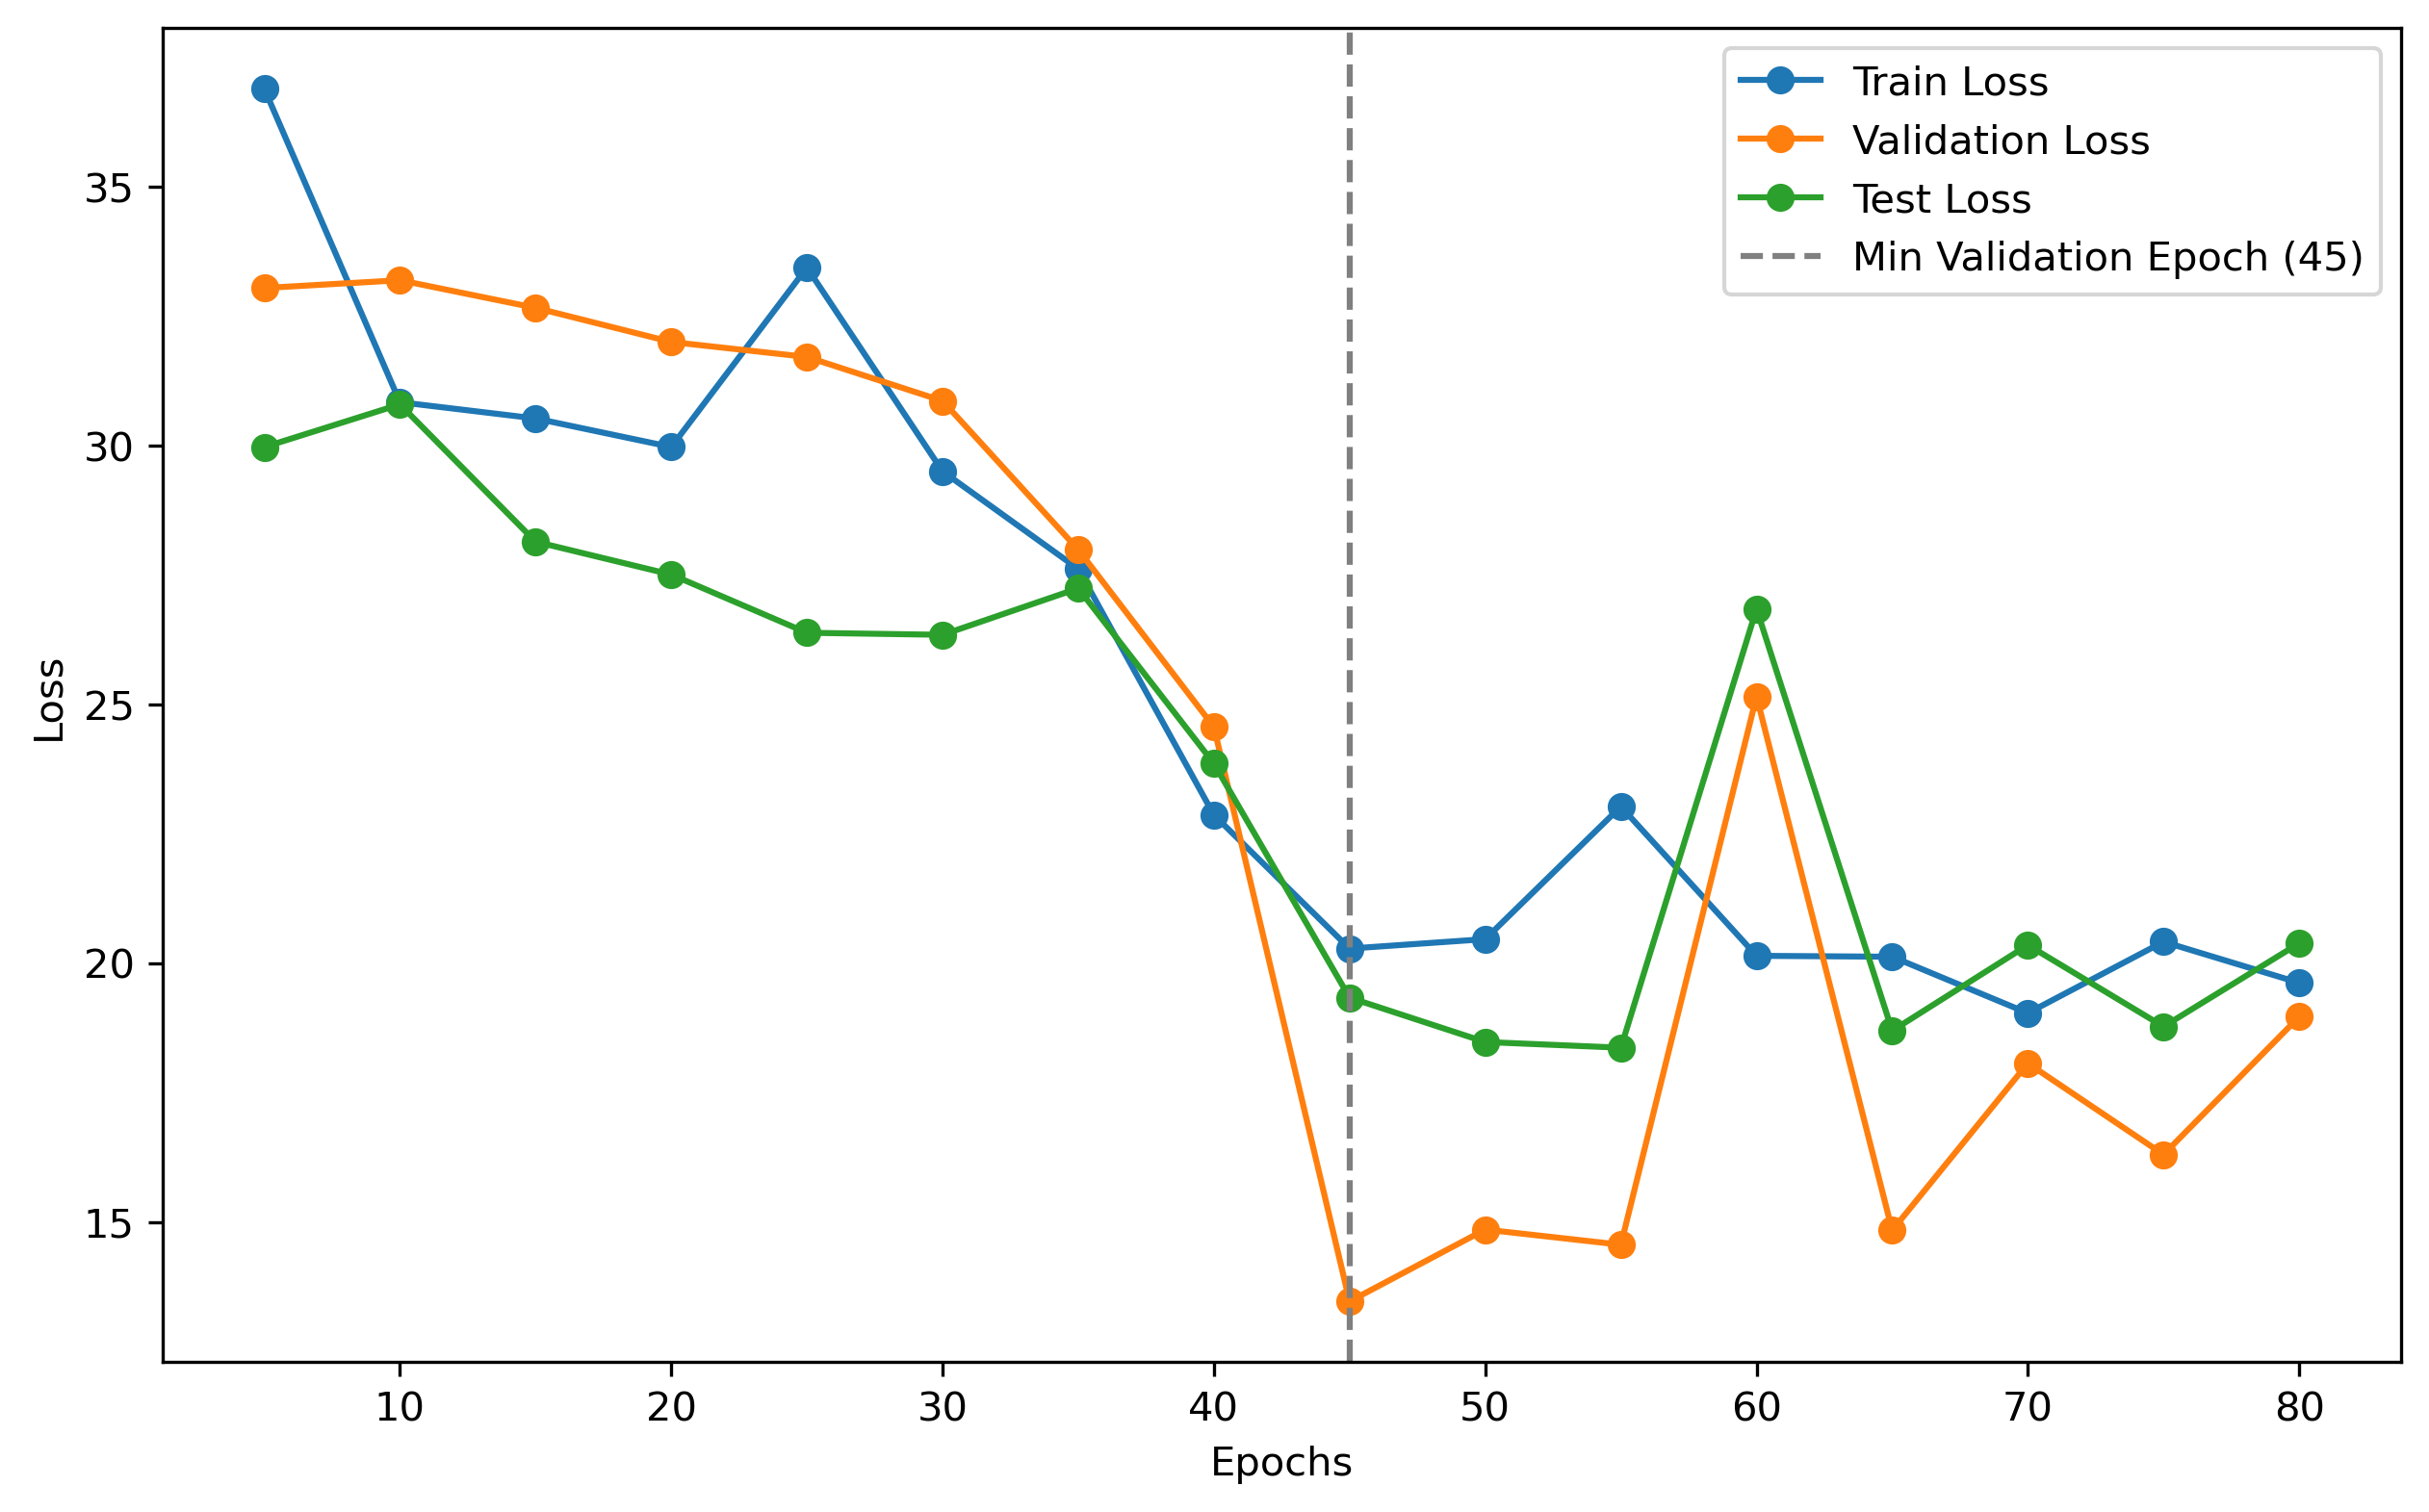 Train Loss
Validation Loss
Test Loss
Min Validation Epoch (45)
35
30
25
20
15
Loss
10 20 30 40 50 60 70 80
Epochs